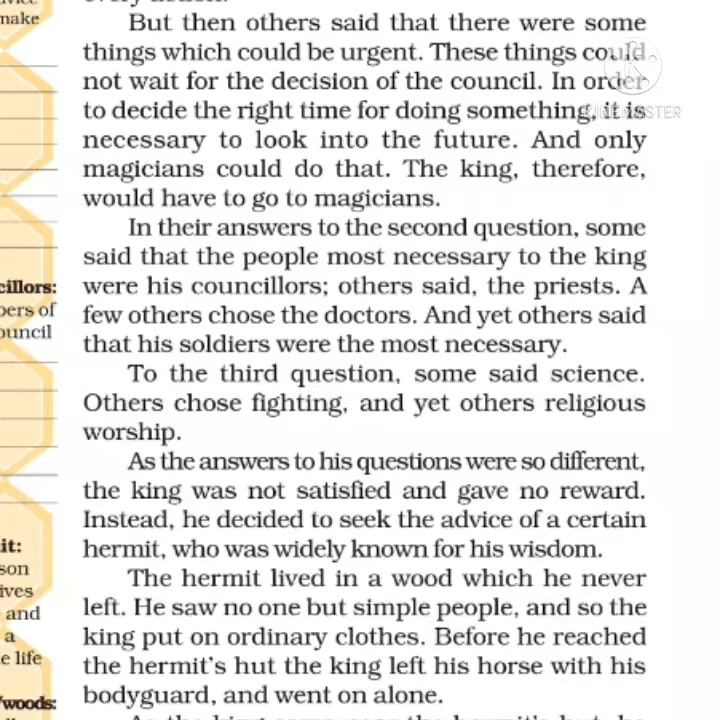 make
But then others said that there were some
things which could be urgent. These things could
not wait for the decision of the council. In order
to decide the right time for doing something, it is
necessary to look into the future. And only
magicians could do that. The king, therefore,
would have to go to magicians.
In their answers to the second question, some
said that the people most necessary to the king
were his councillors; others said, the priests. A
few others chose the doctors. And yet others said
that his soldiers were the most necessary.
To the third question, some said science.
Others chose fighting, and yet others religious
worship.
As the answers to his questions were so different,
the king was not satisfied and gave no reward.
Instead, he decided to seek the advice of a certain
hermit, who was widely known for his wisdom.
The hermit lived in a wood which he never
left. He saw no one but simple people, and so the
king put on ordinary clothes. Before he reached
the hermit's hut the king left his horse with his
bodyguard, and went on alone.
cillors:
bers of
ouncil
it:
son
ives
and
a
e life
/woods:
K
KINEMASTER